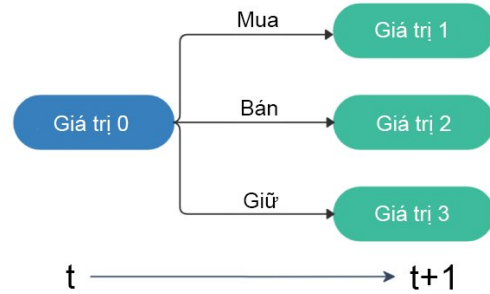 Mua
Giá trị 1
Giá trị 0
Bán
Giá trị 2
Giữ
Giá trị 3
t
t+1